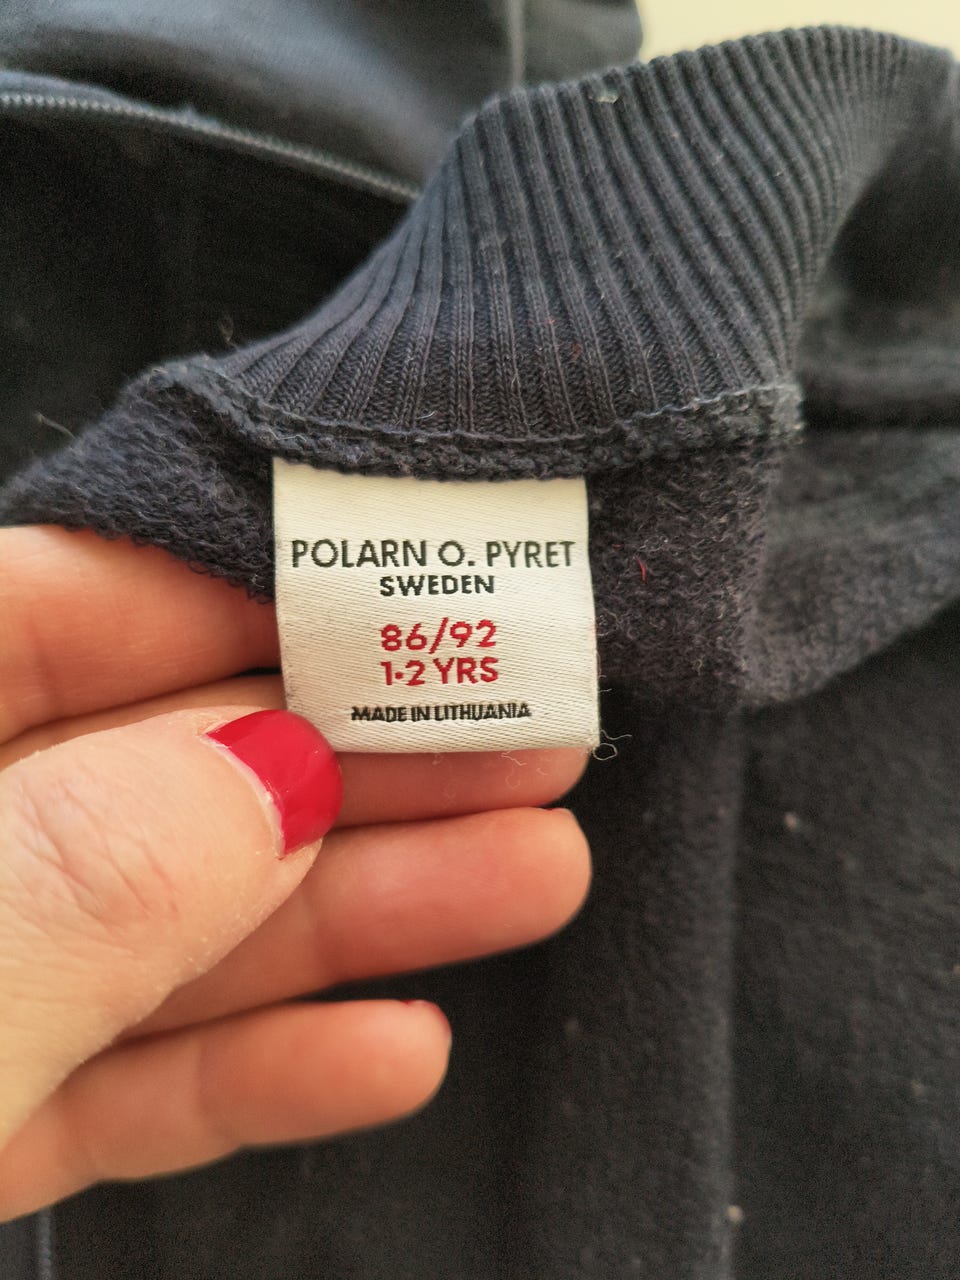 POLARN O. PYRET
SWEDEN
86/92
1•2 YRS
MADE IN LITHUANIA